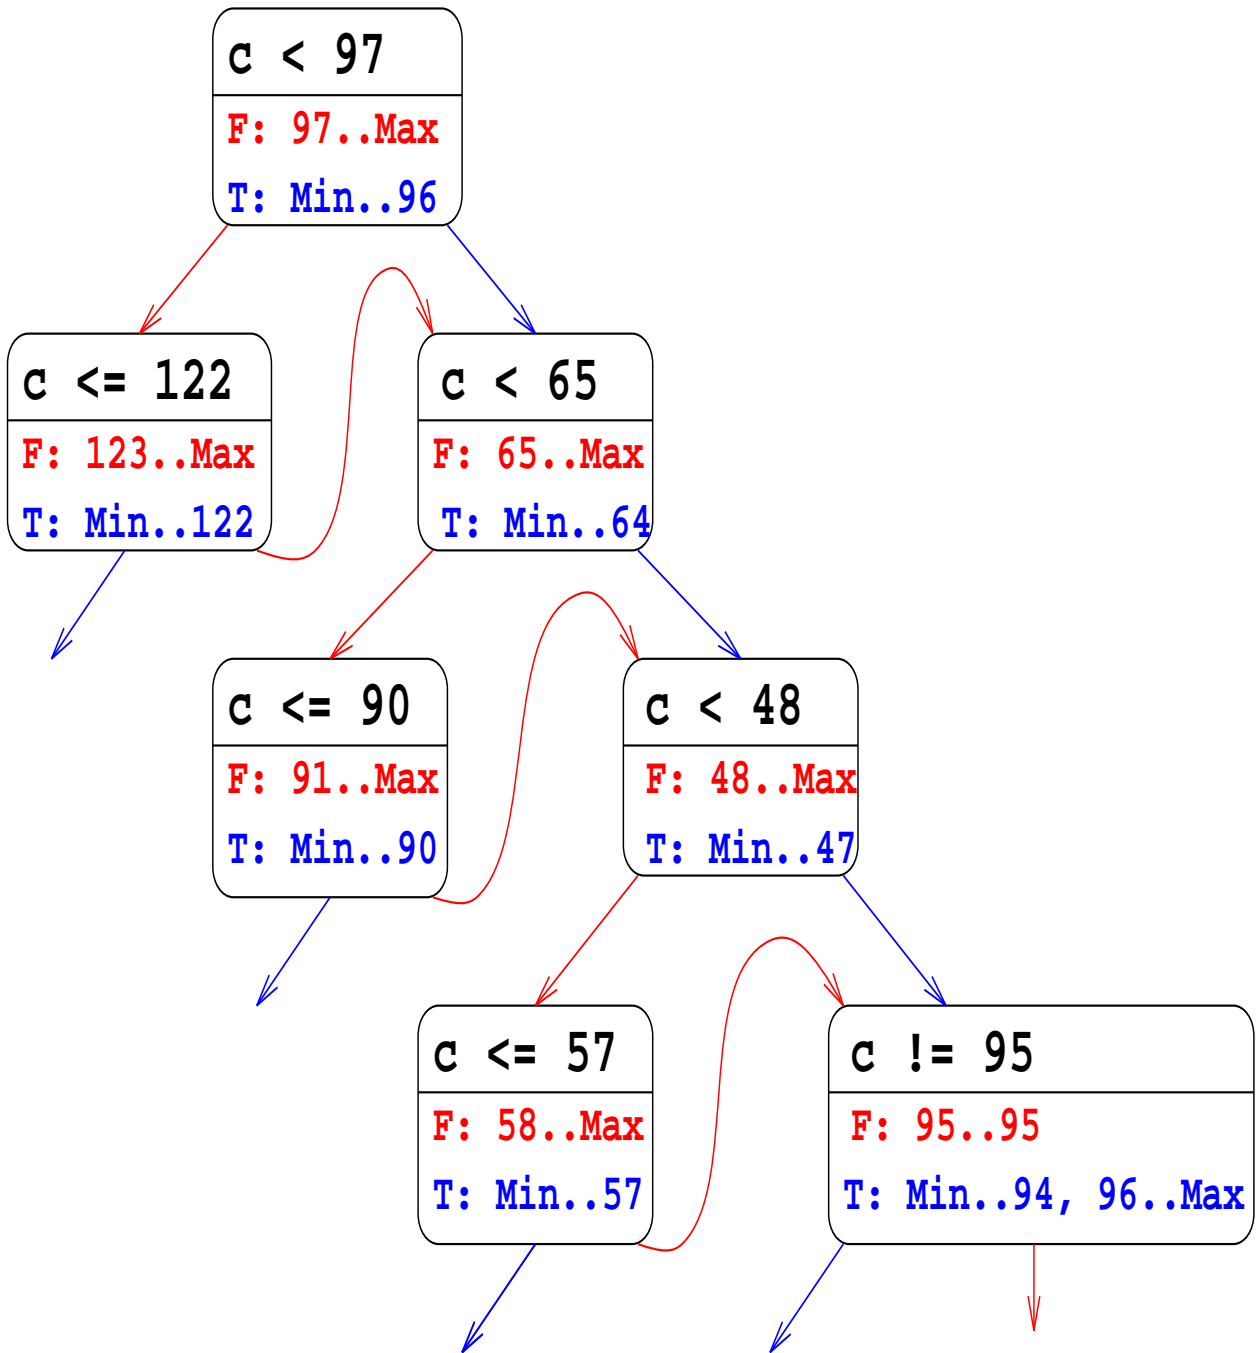 c < 97
F: 97..Max
T: Min..96
c <= 122
F: 123..Max
T: Min..122
c < 65
F: 65..Max
T: Min..64
c <= 90
F: 91..Max
T: Min..90
c < 48
F: 48..Max
T: Min..47
c <= 57
F: 58..Max
T: Min..57
c != 95
F: 95..95
T: Min..94, 96..Max